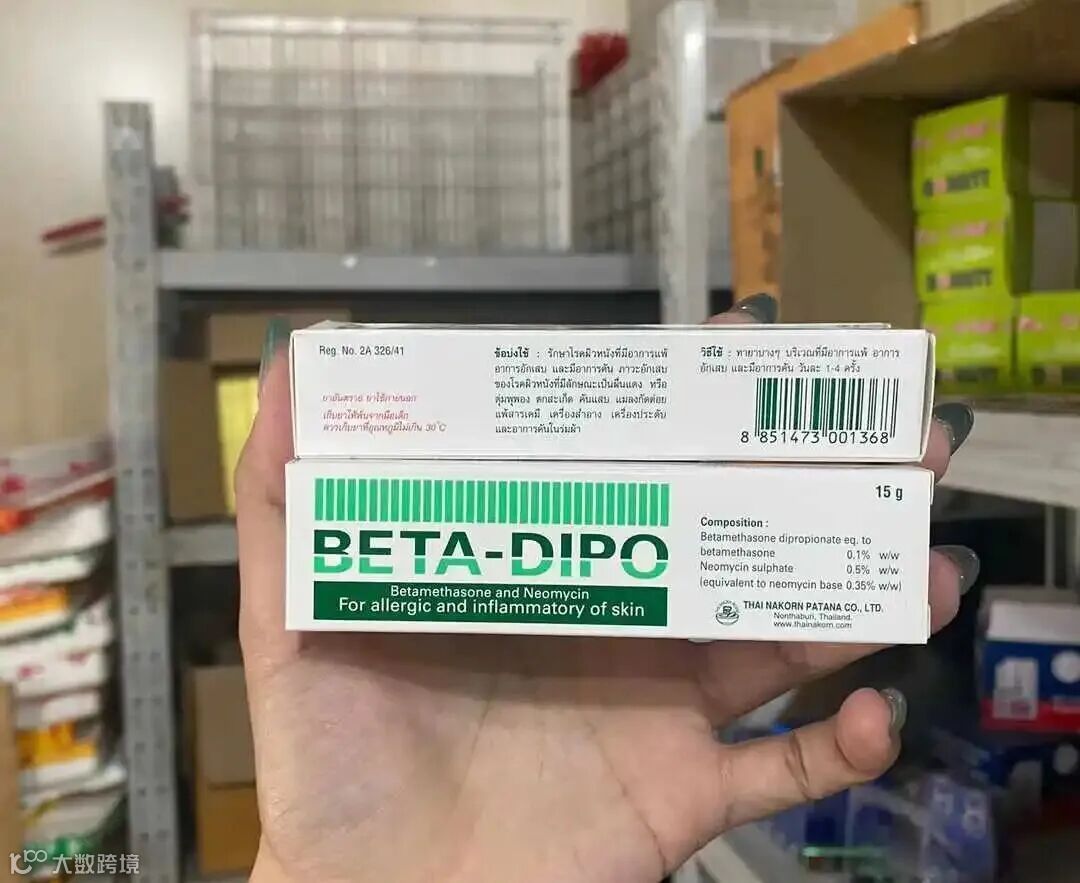 Reg. No. 2A 326/41
ยาอันตราย ยาใช้ภายนอก
เก็บยาให้พ้นจากมือเด็ก
ควรเก็บยาที่อุณหภูมิไม่เกิน 30°C
ข้อบ่งใช้ : รักษาโรคผิวหนังที่มีอาการแพ้
อาการอักเสบ และมีอาการคัน ภาวะอักเสบ
ของโรคผิวหนังที่มีลักษณะเป็นผื่นแดง หรือ
ตุ่มพุพอง ตกสะเก็ด คันแสบ แมลงกัดต่อย
แพ้สารเคมี เครื่องสำอาง เครื่องประดับ
และอาการคันในร่มผ้า
วิธีใช้ : ทายาบางๆ บริเวณที่มีอาการแพ้ อาการ
อักเสบ และมีอาการคัน วันละ 1-4 ครั้ง
8 851473 001368
BETA-DIPO
Betamethasone and Neomycin
For allergic and inflammatory of skin
15 g
Composition :
Betamethasone dipropionate eq. to
betamethasone 0.1% w/w
Neomycin sulphate 0.5% w/w
(equivalent to neomycin base 0.35% w/w)
THAI NAKORN PATANA CO., LTD.
Nonthaburi, Thailand.
www.thainakorn.com
大数跨境